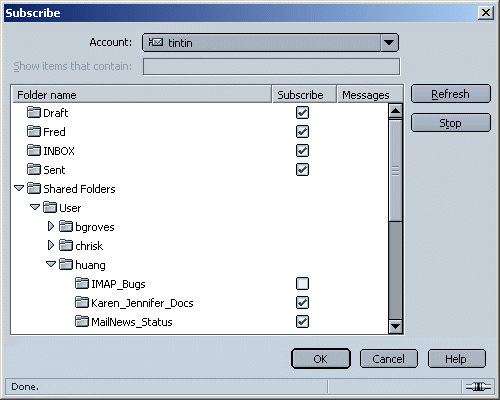 Subscribe
Account: tintin
Show items that contain:
Folder name Subscribe Messages
Refresh
Draft
Stop
Fred
INBOX
Sent
Shared Folders
User
bgroves
chrisk
huang
IMAP_Bugs
Karen_Jennifer_Docs
MailNews_Status
OK Cancel Help
Done.